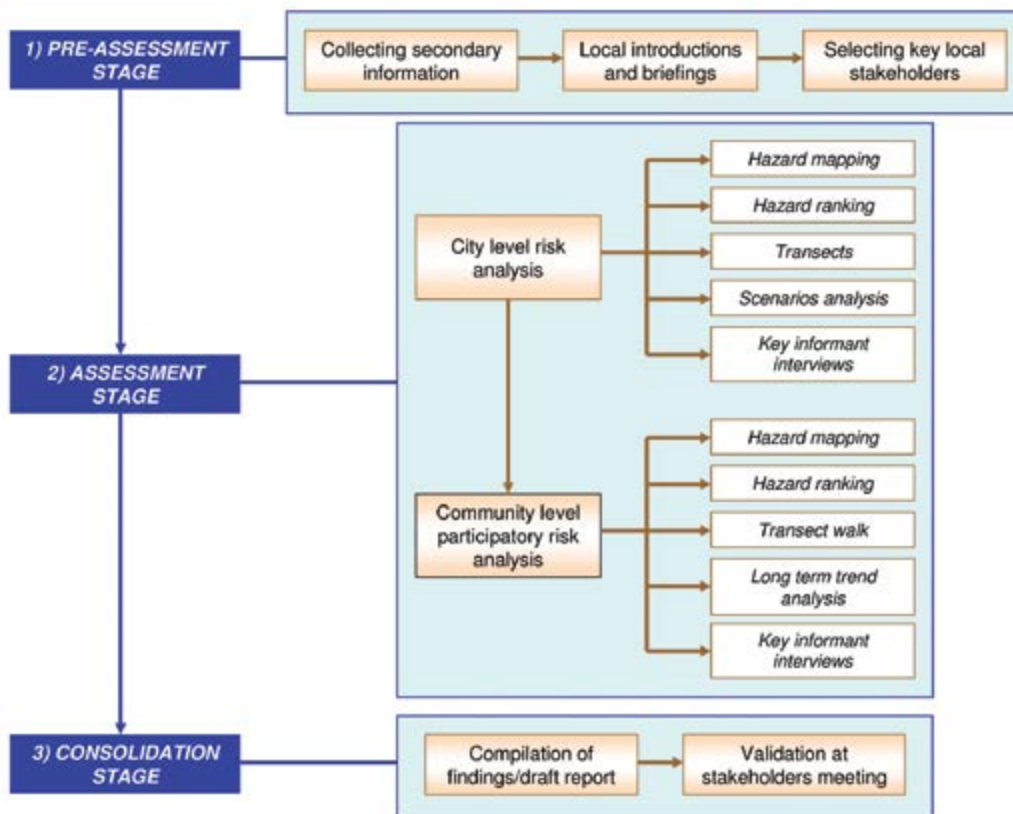 1) PRE-ASSESSMENT
STAGE
Collecting secondary
information
Local introductions
and briefings
Selecting key local
stakeholders
2) ASSESSMENT
STAGE
City level risk
analysis
Hazard mapping
Hazard ranking
Transects
Scenarios analysis
Key informant
interviews
Community level
participatory risk
analysis
Hazard mapping
Hazard ranking
Transect walk
Long term trend
analysis
Key informant
interviews
3) CONSOLIDATION
STAGE
Compilation of
findings/draft report
Validation at
stakeholders meeting